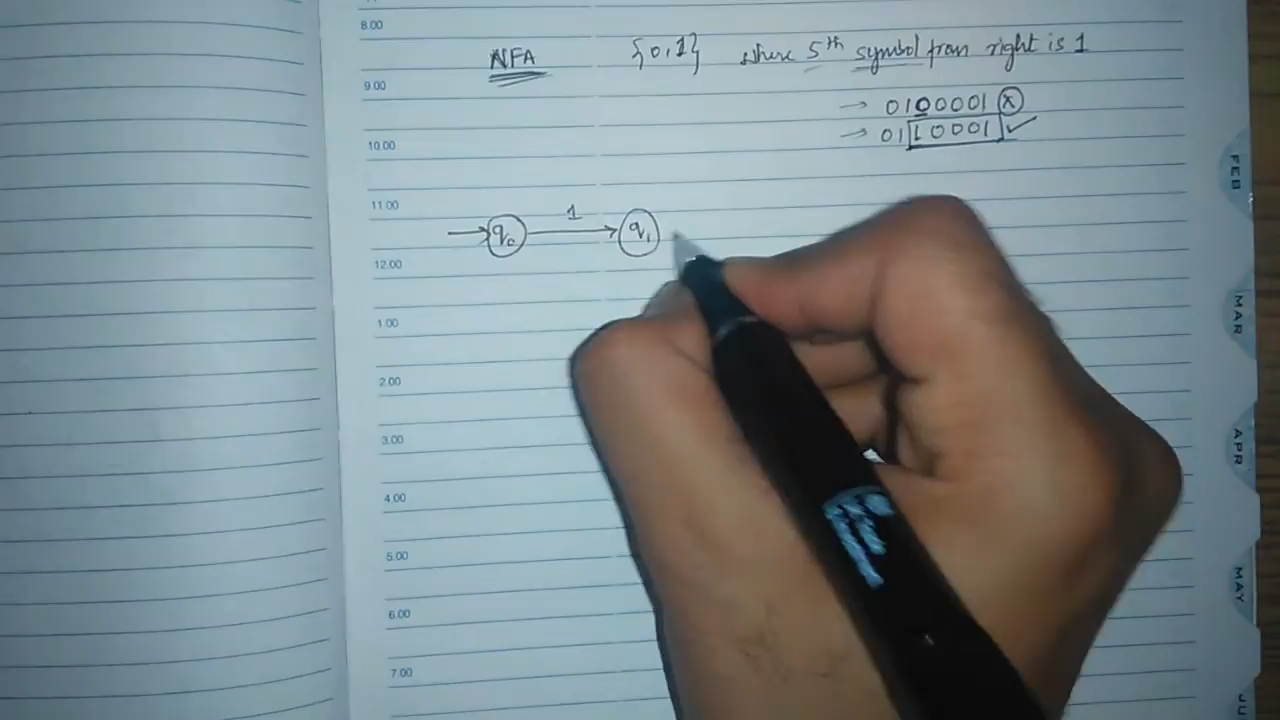 8.00
NFA {0,1} where 5th symbol from right is 1
9.00
→ 0100001 x
→ 0110001 ✓
10.00
11.00
1
→ q0 → q1
12.00
1.00
2.00
3.00
4.00
5.00
6.00
7.00
FEB
MAR
APR
MAY
JU